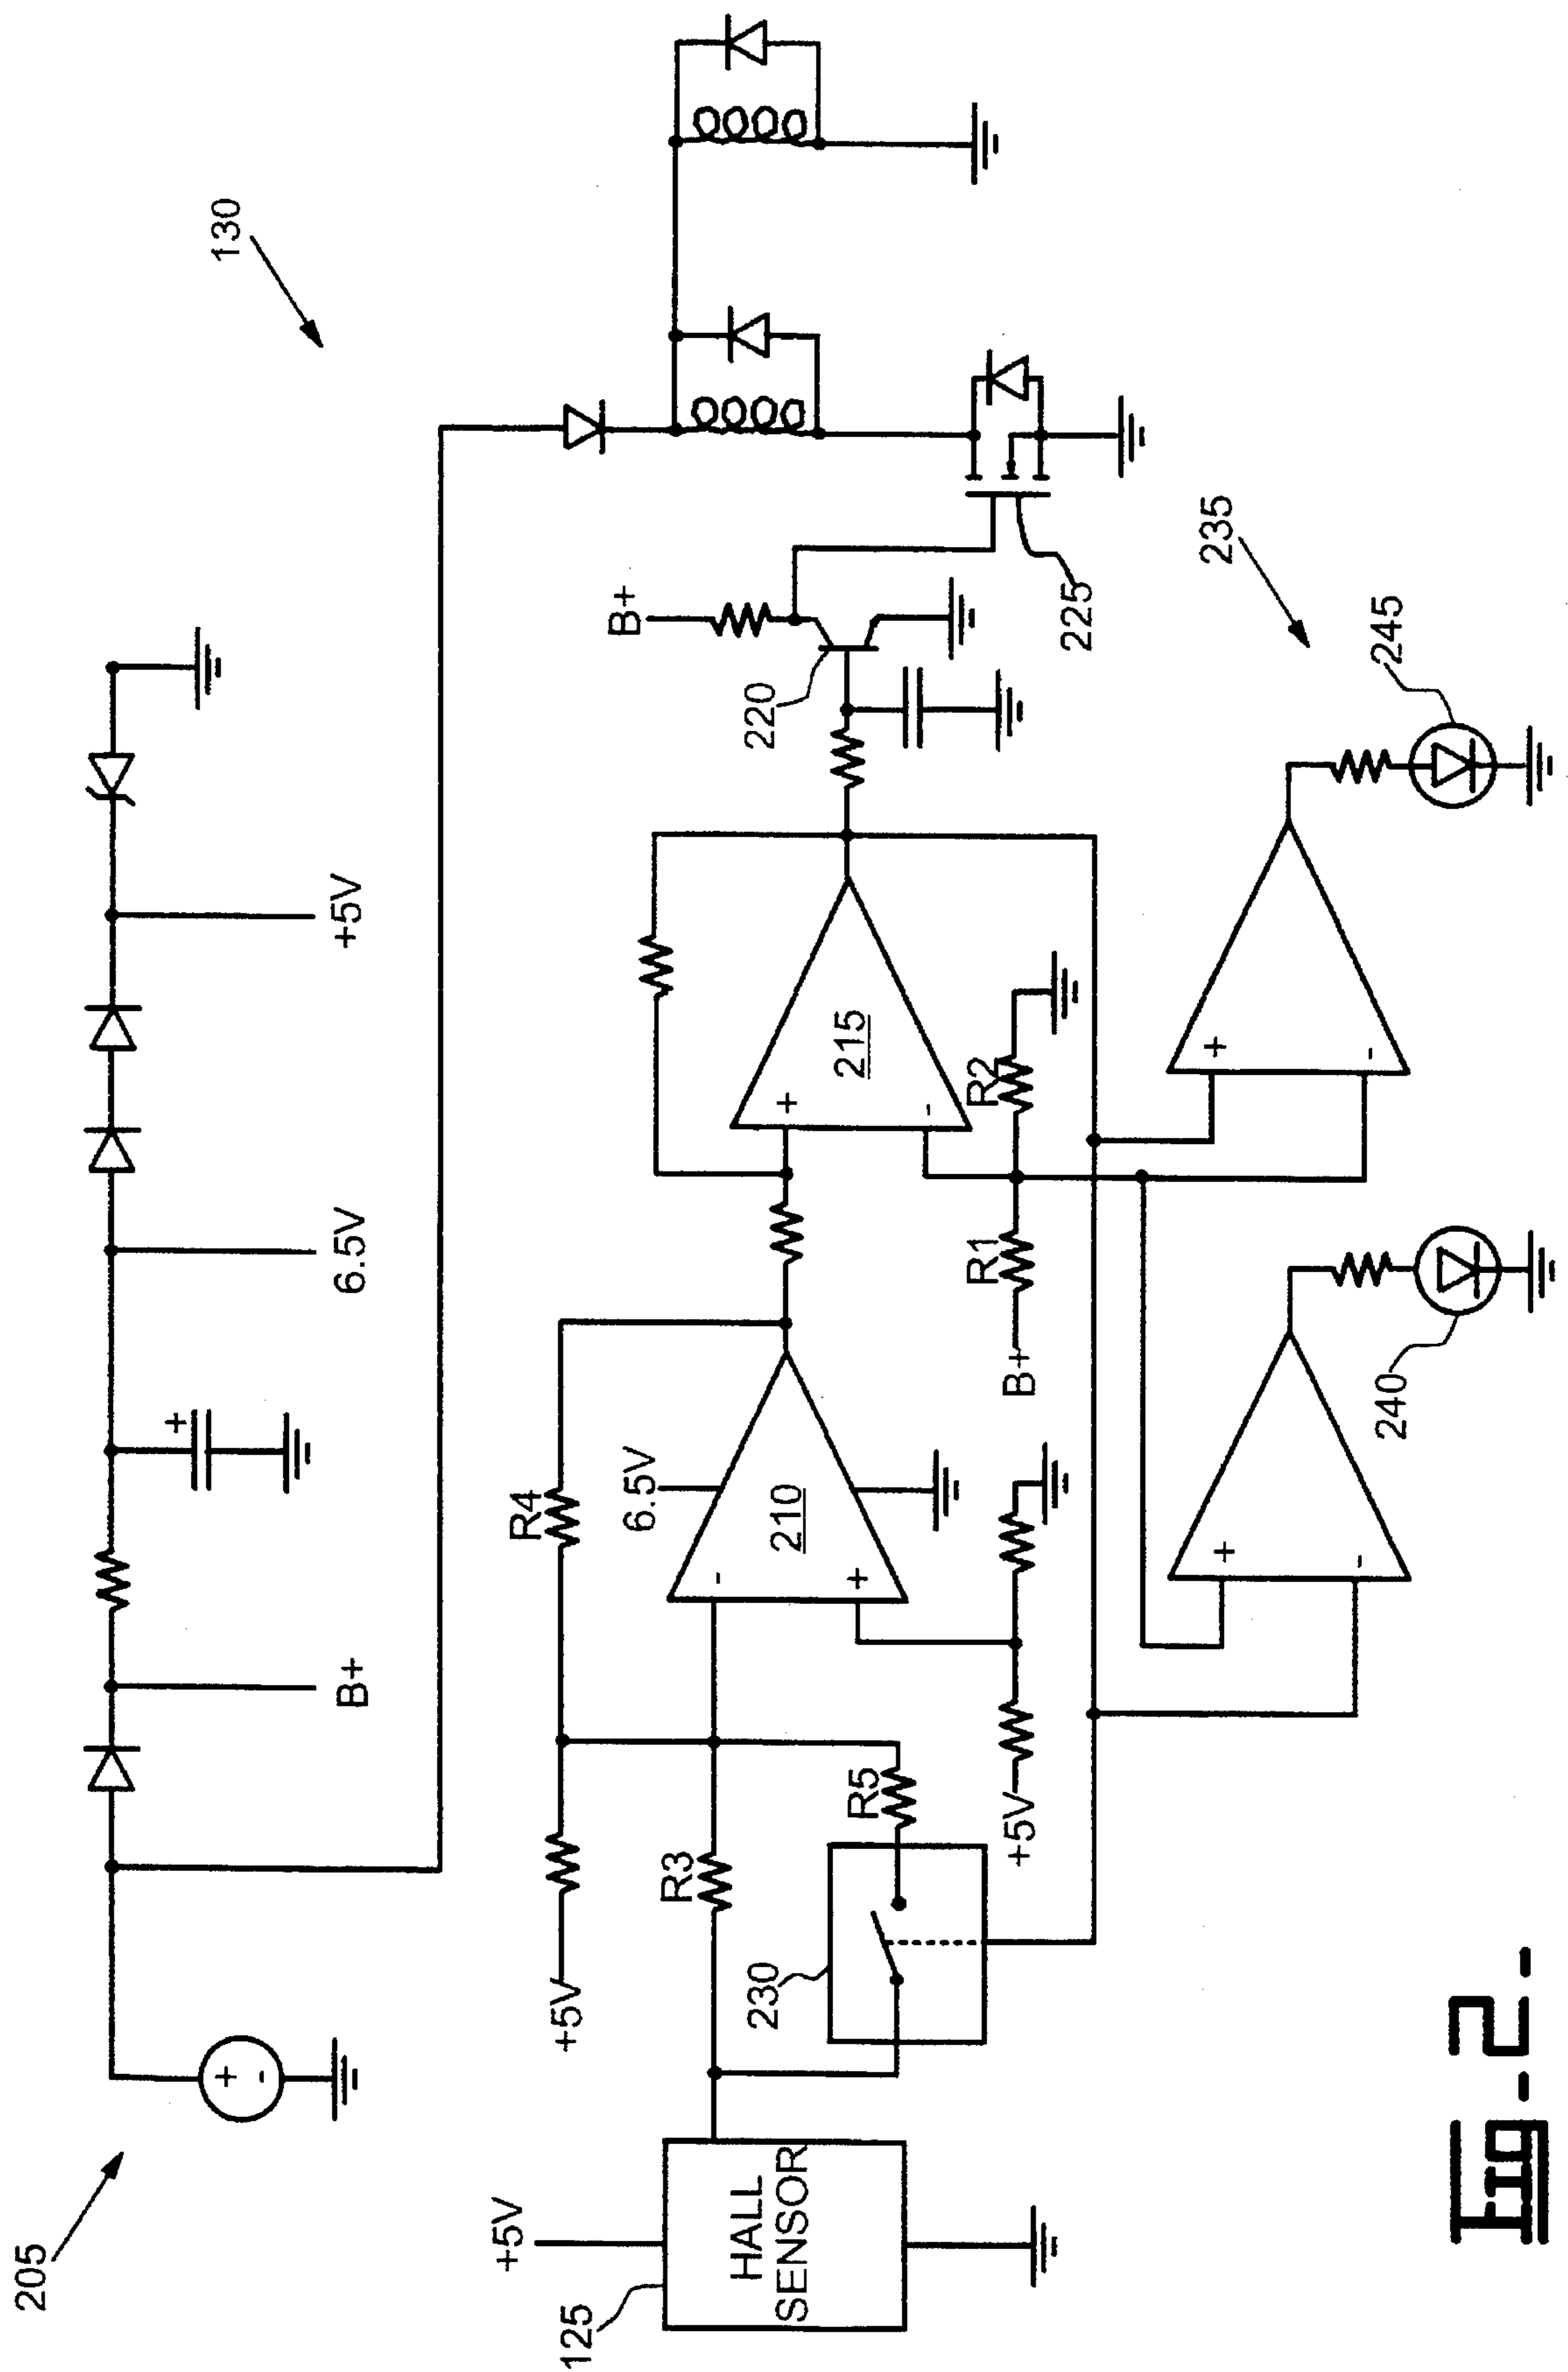 205
+ -
B+
+
6.5V
+5V
130
125
+5V
HALL
SENSOR
+5V
R3
230
R5
+5V
R4
6.5V
- +
210
B+
R1
R2
+ -
215
220
B+
225
235
+ -
240
+ -
245
Fig-2-